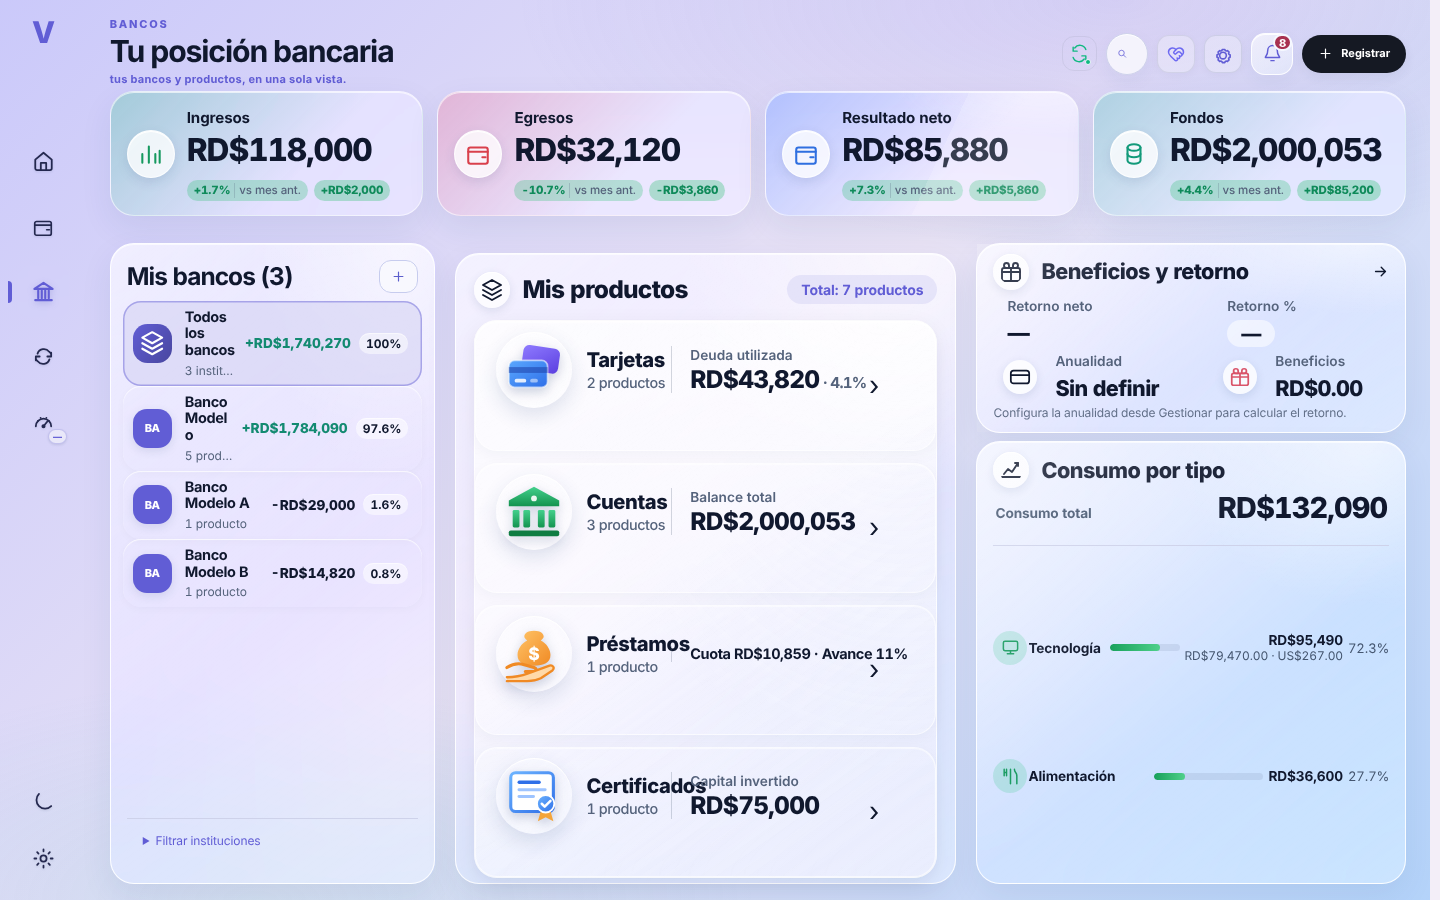 V
BANCOS
Tu posición bancaria
tus bancos y productos, en una sola vista.
8
+ Registrar
Ingresos
RD$118,000
+1.7% | vs mes ant. +RD$2,000
Egresos
RD$32,120
-10.7% | vs mes ant. -RD$3,860
Resultado neto
RD$85,880
+7.3% | vs mes ant. +RD$5,860
Fondos
RD$2,000,053
+4.4% | vs mes ant. +RD$85,200
Mis bancos (3)
+
Todos
los
bancos
+RD$1,740,270 100%
3 instit...
BA
Banco
Model
o
+RD$1,784,090 97.6%
5 prod...
BA
Banco
Modelo A
-RD$29,000 1.6%
1 producto
BA
Banco
Modelo B
-RD$14,820 0.8%
1 producto
Filtrar instituciones
Mis productos
Total: 7 productos
Tarjetas
2 productos
Deuda utilizada
RD$43,820 · 4.1%
Cuentas
3 productos
Balance total
RD$2,000,053
$
Préstamos
1 producto
Cuota RD$10,859 · Avance 11%
Certificados
1 producto
Capital invertido
RD$75,000
Beneficios y retorno
Retorno neto
—
Retorno %
—
Anualidad
Sin definir
Beneficios
RD$0.00
Configura la anualidad desde Gestionar para calcular el retorno.
Consumo por tipo
Consumo total
RD$132,090
Tecnología
RD$95,490
RD$79,470.00 · US$267.00
72.3%
Alimentación
RD$36,600 27.7%